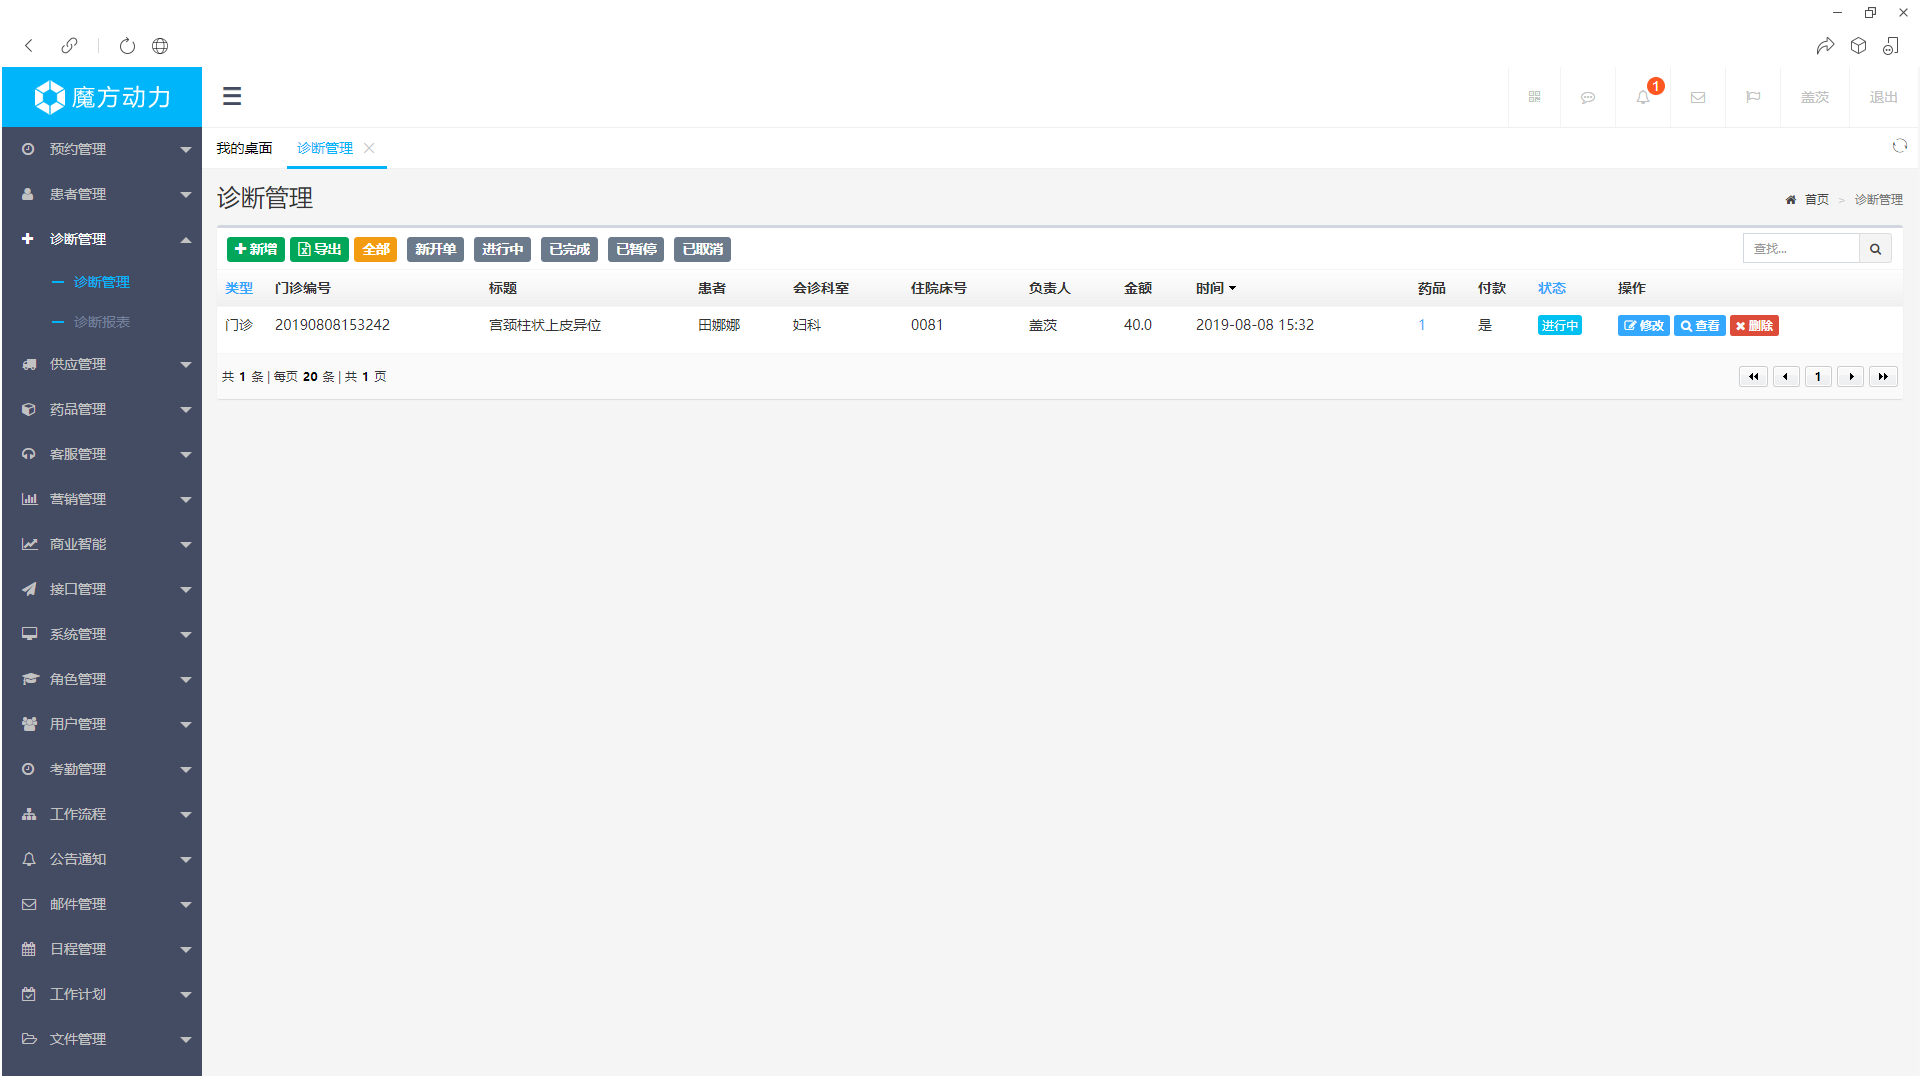 魔方动力
1
盖茨
退出
预约管理
患者管理
诊断管理
诊断管理
诊断报表
供应管理
药品管理
客服管理
营销管理
商业智能
接口管理
系统管理
角色管理
用户管理
考勤管理
工作流程
公告通知
邮件管理
日程管理
工作计划
文件管理
我的桌面 诊断管理
诊断管理
首页 > 诊断管理
新增 导出 全部 新开单 进行中 已完成 已暂停 已取消 查找...
类型 门诊编号 标题 患者 会诊科室 住院床号 负责人 金额 时间 药品 付款 状态 操作
门诊 20190808153242 宫颈柱状上皮异位 田娜娜 妇科 0081 盖茨 40.0 2019-08-08 15:32 1 是 进行中 修改 查看 删除
共 1 条 | 每页 20 条 | 共 1 页 1